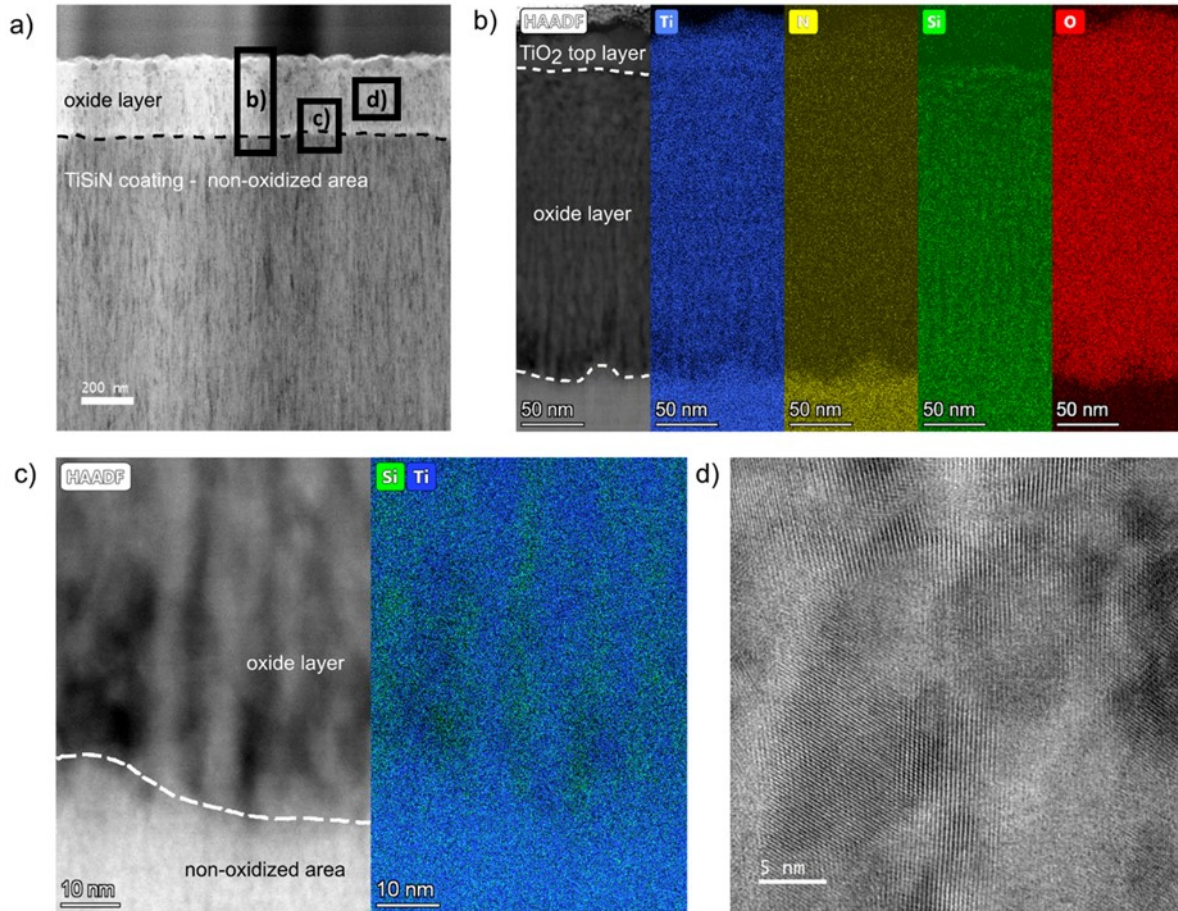 a)
oxide layer
b)
c)
d)
TiSiN coating - non-oxidized area
200 nm
b)
HAADF
Ti
N
Si
O
TiO₂ top layer
oxide layer
50 nm
50 nm
50 nm
50 nm
50 nm
c)
HAADF
Si Ti
oxide layer
non-oxidized area
10 nm
10 nm
d)
5 nm